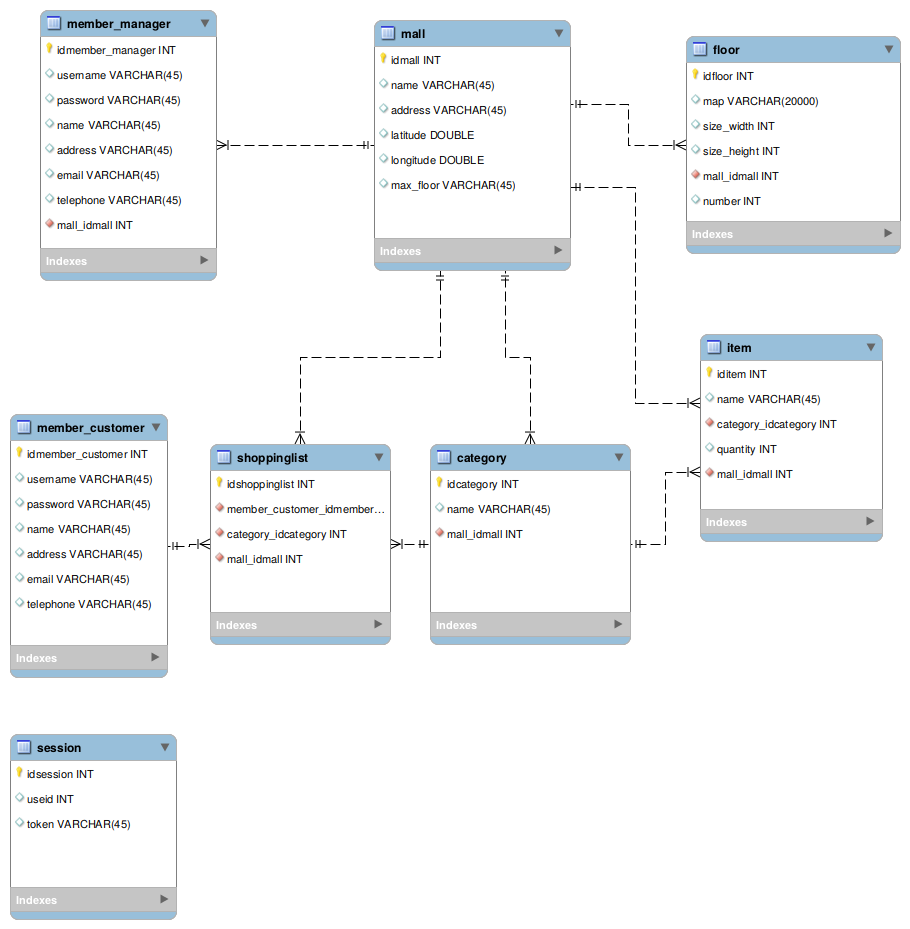 member_manager
idmember_manager INT
username VARCHAR(45)
password VARCHAR(45)
name VARCHAR(45)
address VARCHAR(45)
email VARCHAR(45)
telephone VARCHAR(45)
mall_idmall INT
Indexes
mall
idmall INT
name VARCHAR(45)
address VARCHAR(45)
latitude DOUBLE
longitude DOUBLE
max_floor VARCHAR(45)
Indexes
floor
idfloor INT
map VARCHAR(20000)
size_width INT
size_height INT
mall_idmall INT
number INT
Indexes
item
iditem INT
name VARCHAR(45)
category_idcategory INT
quantity INT
mall_idmall INT
Indexes
member_customer
idmember_customer INT
username VARCHAR(45)
password VARCHAR(45)
name VARCHAR(45)
address VARCHAR(45)
email VARCHAR(45)
telephone VARCHAR(45)
Indexes
shoppinglist
idshoppinglist INT
member_customer_idmember...
category_idcategory INT
mall_idmall INT
Indexes
category
idcategory INT
name VARCHAR(45)
mall_idmall INT
Indexes
session
idsession INT
useid INT
token VARCHAR(45)
Indexes